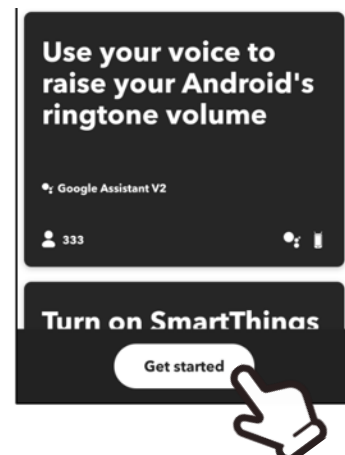 Use your voice to
raise your Android's
ringtone volume
Google Assistant V2
333
Turn on SmartThings
Get started